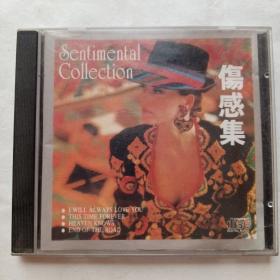 Sentimental
Collection
傷感集
I WILL ALWAYS LOVE YOU
THIS TIME FOREVER
HEAVEN KNOWS
END OF THE ROAD